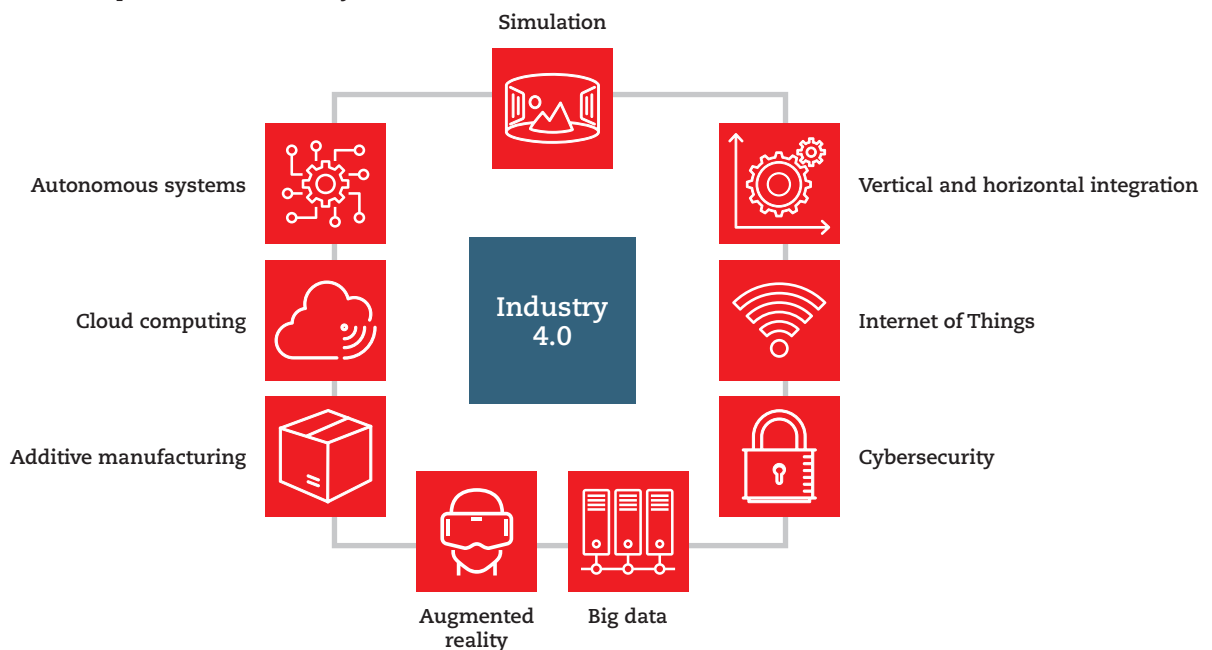 Simulation
Autonomous systems
Vertical and horizontal integration
Industry
4.0
Cloud computing
Internet of Things
Additive manufacturing
Cybersecurity
Augmented
reality
Big data